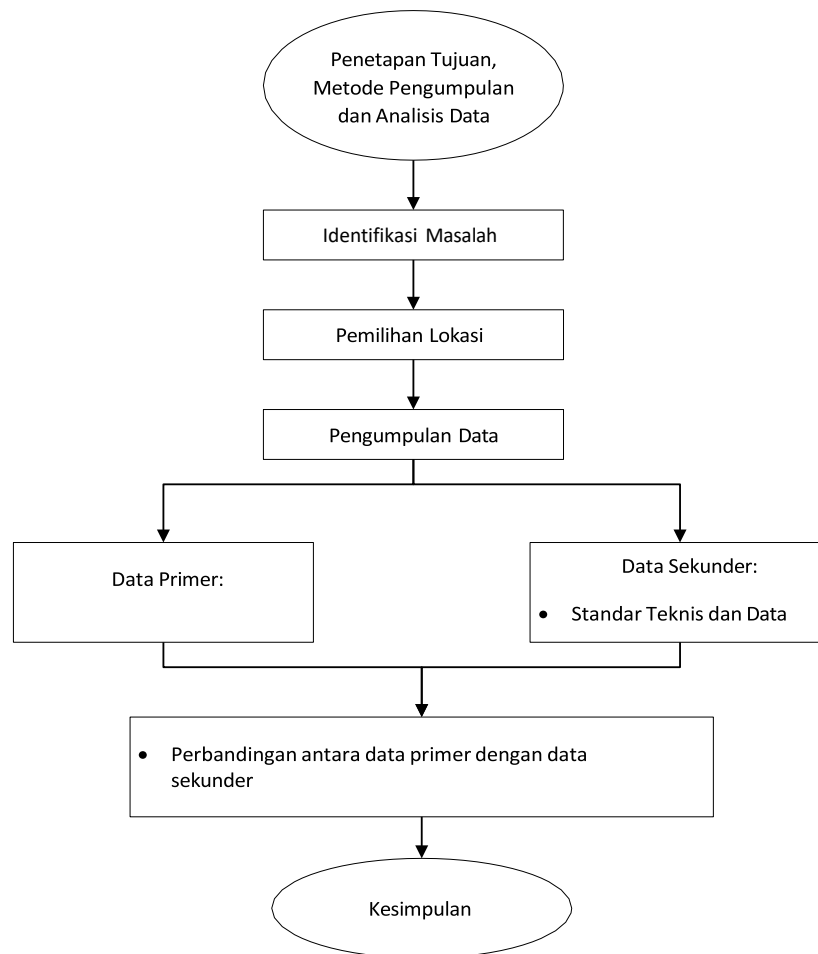 Penetapan Tujuan,
Metode Pengumpulan
dan Analisis Data
Identifikasi Masalah
Pemilihan Lokasi
Pengumpulan Data
Data Primer:
Data Sekunder:
• Standar Teknis dan Data
• Perbandingan antara data primer dengan data
sekunder
Kesimpulan